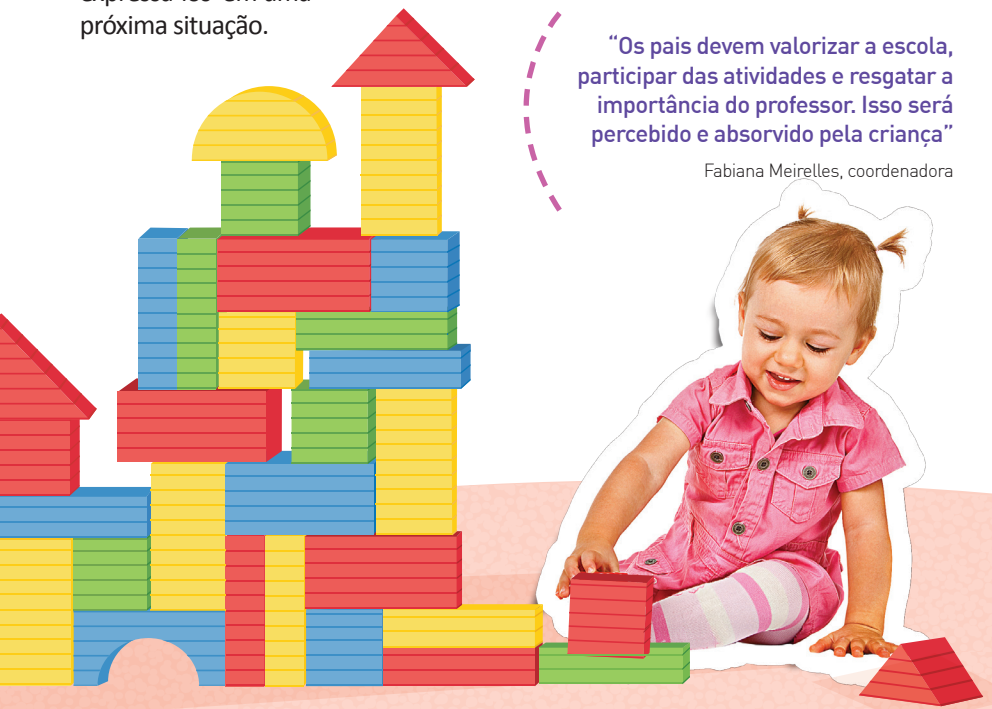 próxima situação.
“Os pais devem valorizar a escola,
participar das atividades e resgatar a
importância do professor. Isso será
percebido e absorvido pela criança”
Fabiana Meirelles, coordenadora